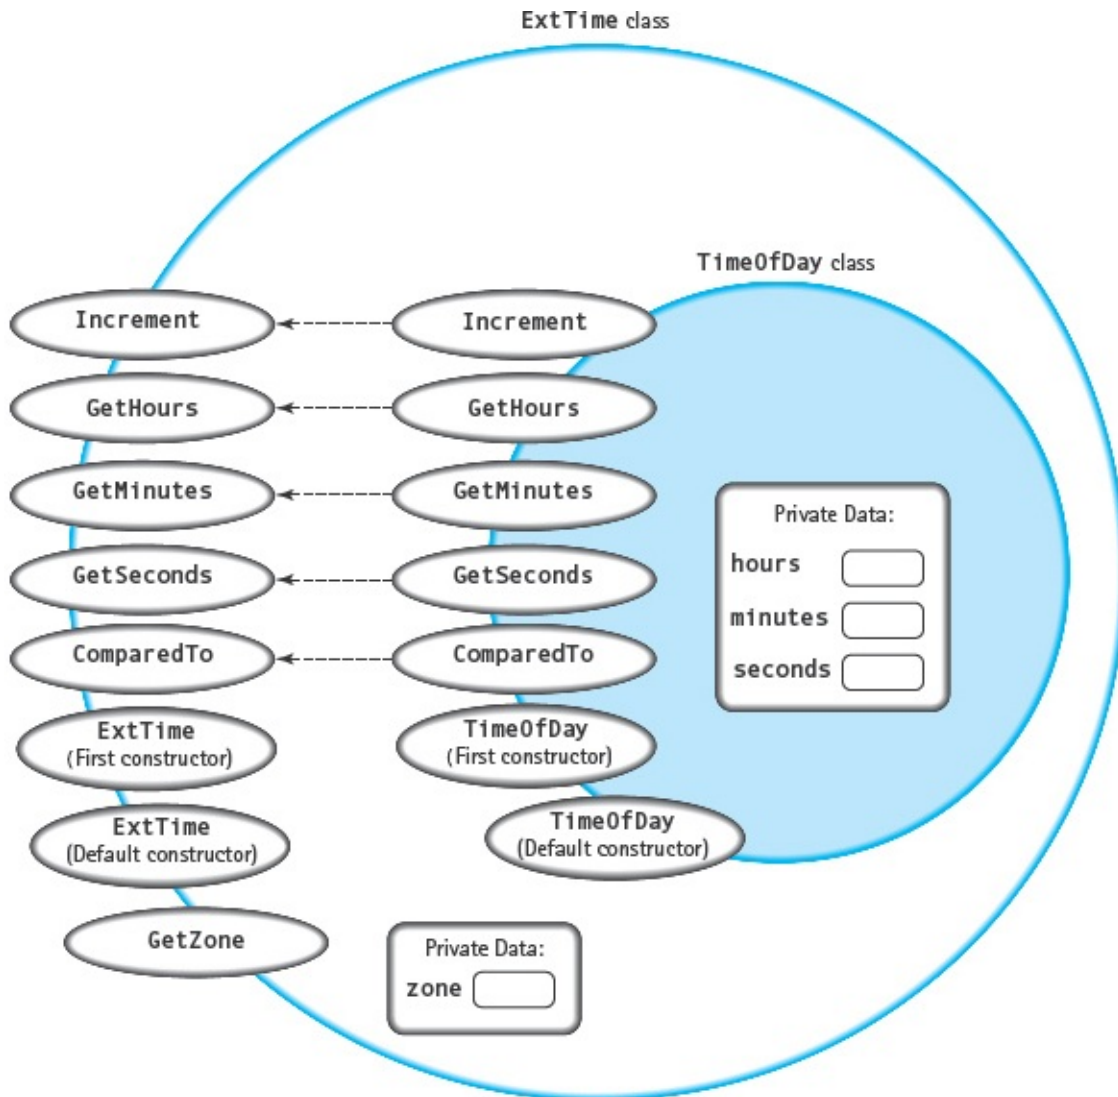 ExtTime class
TimeOfDay class
Increment
Increment
GetHours
GetHours
GetMinutes
GetMinutes
Private Data:
hours
GetSeconds
GetSeconds
minutes
ComparedTo
ComparedTo
seconds
ExtTime
(First constructor)
TimeOfDay
(First constructor)
ExtTime
(Default constructor)
TimeOfDay
(Default constructor)
GetZone
Private Data:
zone